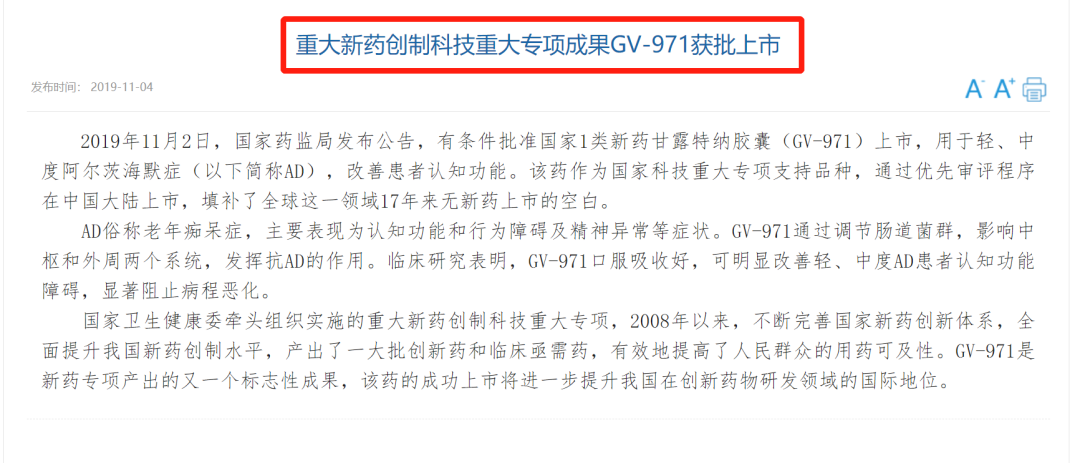 重大新药创制科技重大专项成果GV-971获批上市
发布时间： 2019-11-04
A- A+
2019年11月2日，国家药监局发布公告，有条件批准国家1类新药甘露特纳胶囊（GV-971）上市，用于轻、中
度阿尔茨海默症（以下简称AD），改善患者认知功能。该药作为国家科技重大专项支持品种，通过优先审评程序
在中国大陆上市，填补了全球这一领域17年来无新药上市的空白。
AD俗称老年痴呆症，主要表现为认知功能和行为障碍及精神异常等症状。GV-971通过调节肠道菌群，影响中
枢和外周两个系统，发挥抗AD的作用。临床研究表明，GV-971口服吸收好，可明显改善轻、中度AD患者认知功能
障碍，显著阻止病程恶化。
国家卫生健康委牵头组织实施的重大新药创制科技重大专项，2008年以来，不断完善国家新药创新体系，全
面提升我国新药创制水平，产出了一大批创新药和临床亟需药，有效地提高了人民群众的用药可及性。GV-971是
新药专项产出的又一个标志性成果，该药的成功上市将进一步提升我国在创新药物研发领域的国际地位。